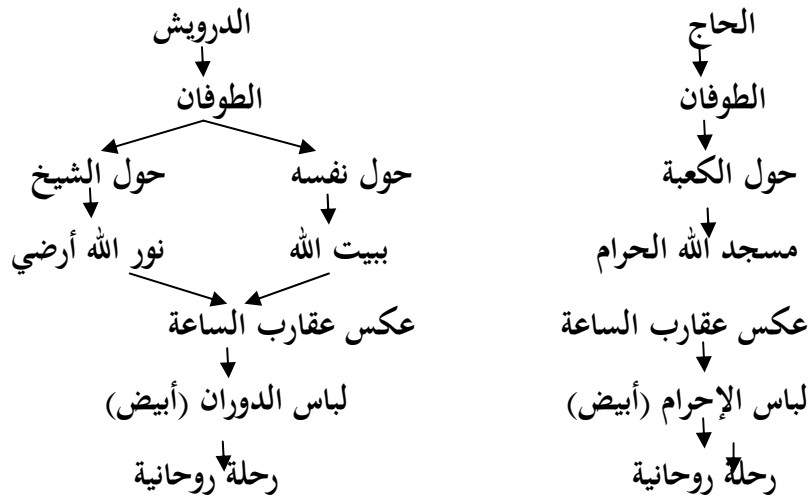 الحاج
الطوفان
حول الكعبة
مسجد الله الحرام
عكس عقارب الساعة
لباس الإحرام (أبيض)
رحلة روحانية
الدرويش
الطوفان
حول نفسه
حول الشيخ
ببيت الله
نور الله أرضي
عكس عقارب الساعة
لباس الدوران (أبيض)
رحلة روحانية